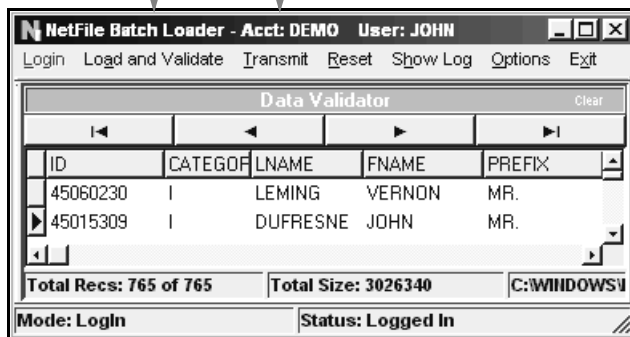 NetFile Batch Loader - Acct: DEMO User: JOHN
Login Load and Validate Transmit Reset Show Log Options Exit
Data Validator Clear
ID CATEGOR LNAME FNAME PREFIX
45060230 I LEMING VERNON MR.
45015309 I DUFRESNE JOHN MR.
Total Recs: 765 of 765 Total Size: 3026340 C:\WINDOWS\
Mode: LogIn Status: Logged In